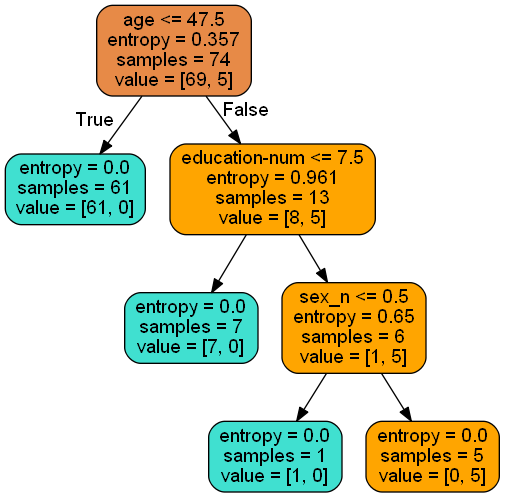 age <= 47.5
entropy = 0.357
samples = 74
value = [69, 5]
True
False
entropy = 0.0
samples = 61
value = [61, 0]
education-num <= 7.5
entropy = 0.961
samples = 13
value = [8, 5]
entropy = 0.0
samples = 7
value = [7, 0]
sex_n <= 0.5
entropy = 0.65
samples = 6
value = [1, 5]
entropy = 0.0
samples = 1
value = [1, 0]
entropy = 0.0
samples = 5
value = [0, 5]